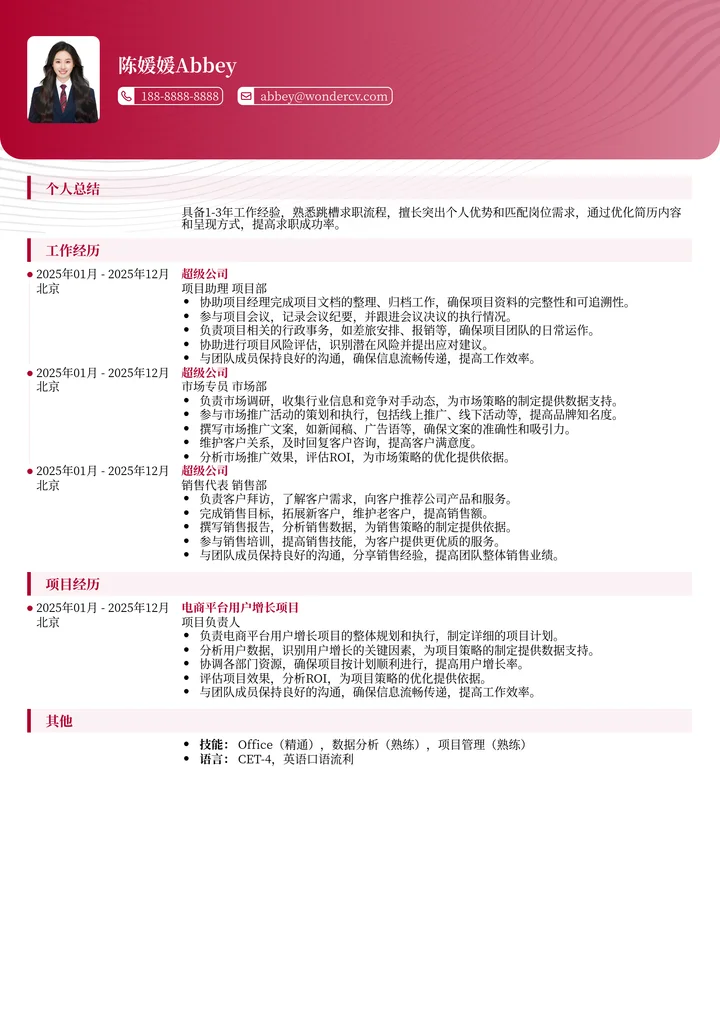 陈媛媛Abbey
188-8888-8888
abbey@wondercv.com
个人总结
具备1-3年工作经验，熟悉跳槽求职流程，擅长突出个人优势和匹配岗位需求，通过优化简历内容
和呈现方式，提高求职成功率。
工作经历
2025年01月 - 2025年12月 超级公司
北京 项目助理 项目部
• 协助项目经理完成项目文档的整理、归档工作，确保项目资料的完整性和可追溯性。
• 参与项目会议，记录会议纪要，并跟进会议决议的执行情况。
• 负责项目相关的行政事务，如差旅安排、报销等，确保项目团队的日常运作。
• 协助进行项目风险评估，识别潜在风险并提出应对建议。
• 与团队成员保持良好的沟通，确保信息流畅传递，提高工作效率。
2025年01月 - 2025年12月 超级公司
北京 市场专员 市场部
• 负责市场调研，收集行业信息和竞争对手动态，为市场策略的制定提供数据支持。
• 参与市场推广活动的策划和执行，包括线上推广、线下活动等，提高品牌知名度。
• 撰写市场推广文案，如新闻稿、广告语等，确保文案的准确性和吸引力。
• 维护客户关系，及时回复客户咨询，提高客户满意度。
• 分析市场推广效果，评估ROI，为市场策略的优化提供依据。
2025年01月 - 2025年12月 超级公司
北京 销售代表 销售部
• 负责客户拜访，了解客户需求，向客户推荐公司产品和服务。
• 完成销售目标，拓展新客户，维护老客户，提高销售额。
• 撰写销售报告，分析销售数据，为销售策略的制定提供依据。
• 参与销售培训，提高销售技能，为客户提供更优质的服务。
• 与团队成员保持良好的沟通，分享销售经验，提高团队整体销售业绩。
项目经历
2025年01月 - 2025年12月 电商平台用户增长项目
北京 项目负责人
• 负责电商平台用户增长项目的整体规划和执行，制定详细的项目计划。
• 分析用户数据，识别用户增长的关键因素，为项目策略的制定提供数据支持。
• 协调各部门资源，确保项目按计划顺利进行，提高用户增长率。
• 评估项目效果，分析ROI，为项目策略的优化提供依据。
• 与团队成员保持良好的沟通，确保信息流畅传递，提高工作效率。
其他
• 技能： Office（精通），数据分析（熟练），项目管理（熟练）
• 语言： CET-4，英语口语流利